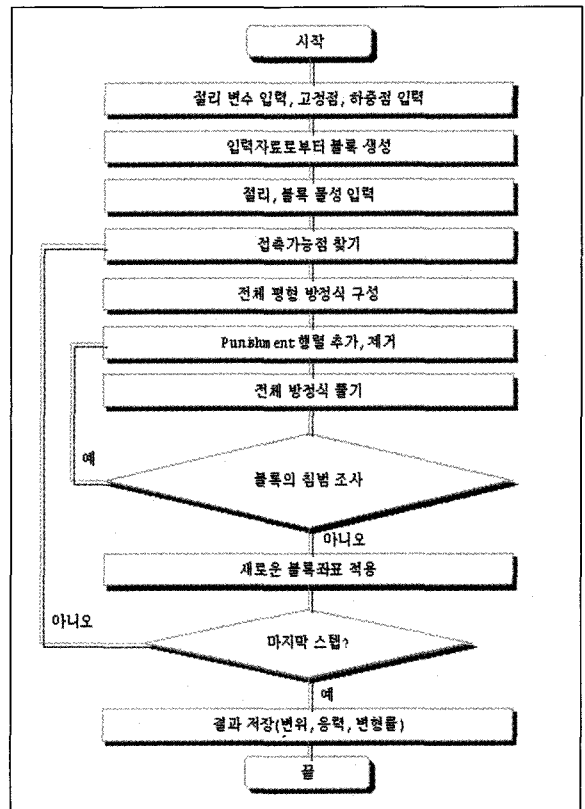 시작
절리 변수 입력, 고정점, 하중점 입력
입력자료로부터 블록 생성
절리, 블록 물성 입력
접촉가능점 찾기
전체 평형 방정식 구성
Punishment 행렬 추가, 제거
전체 방정식 풀기
예
블록의 침범 조사
아니오
새로운 블록좌표 적용
아니오
마지막 스텝?
예
결과 저장(변위, 응력, 변형률)
끝